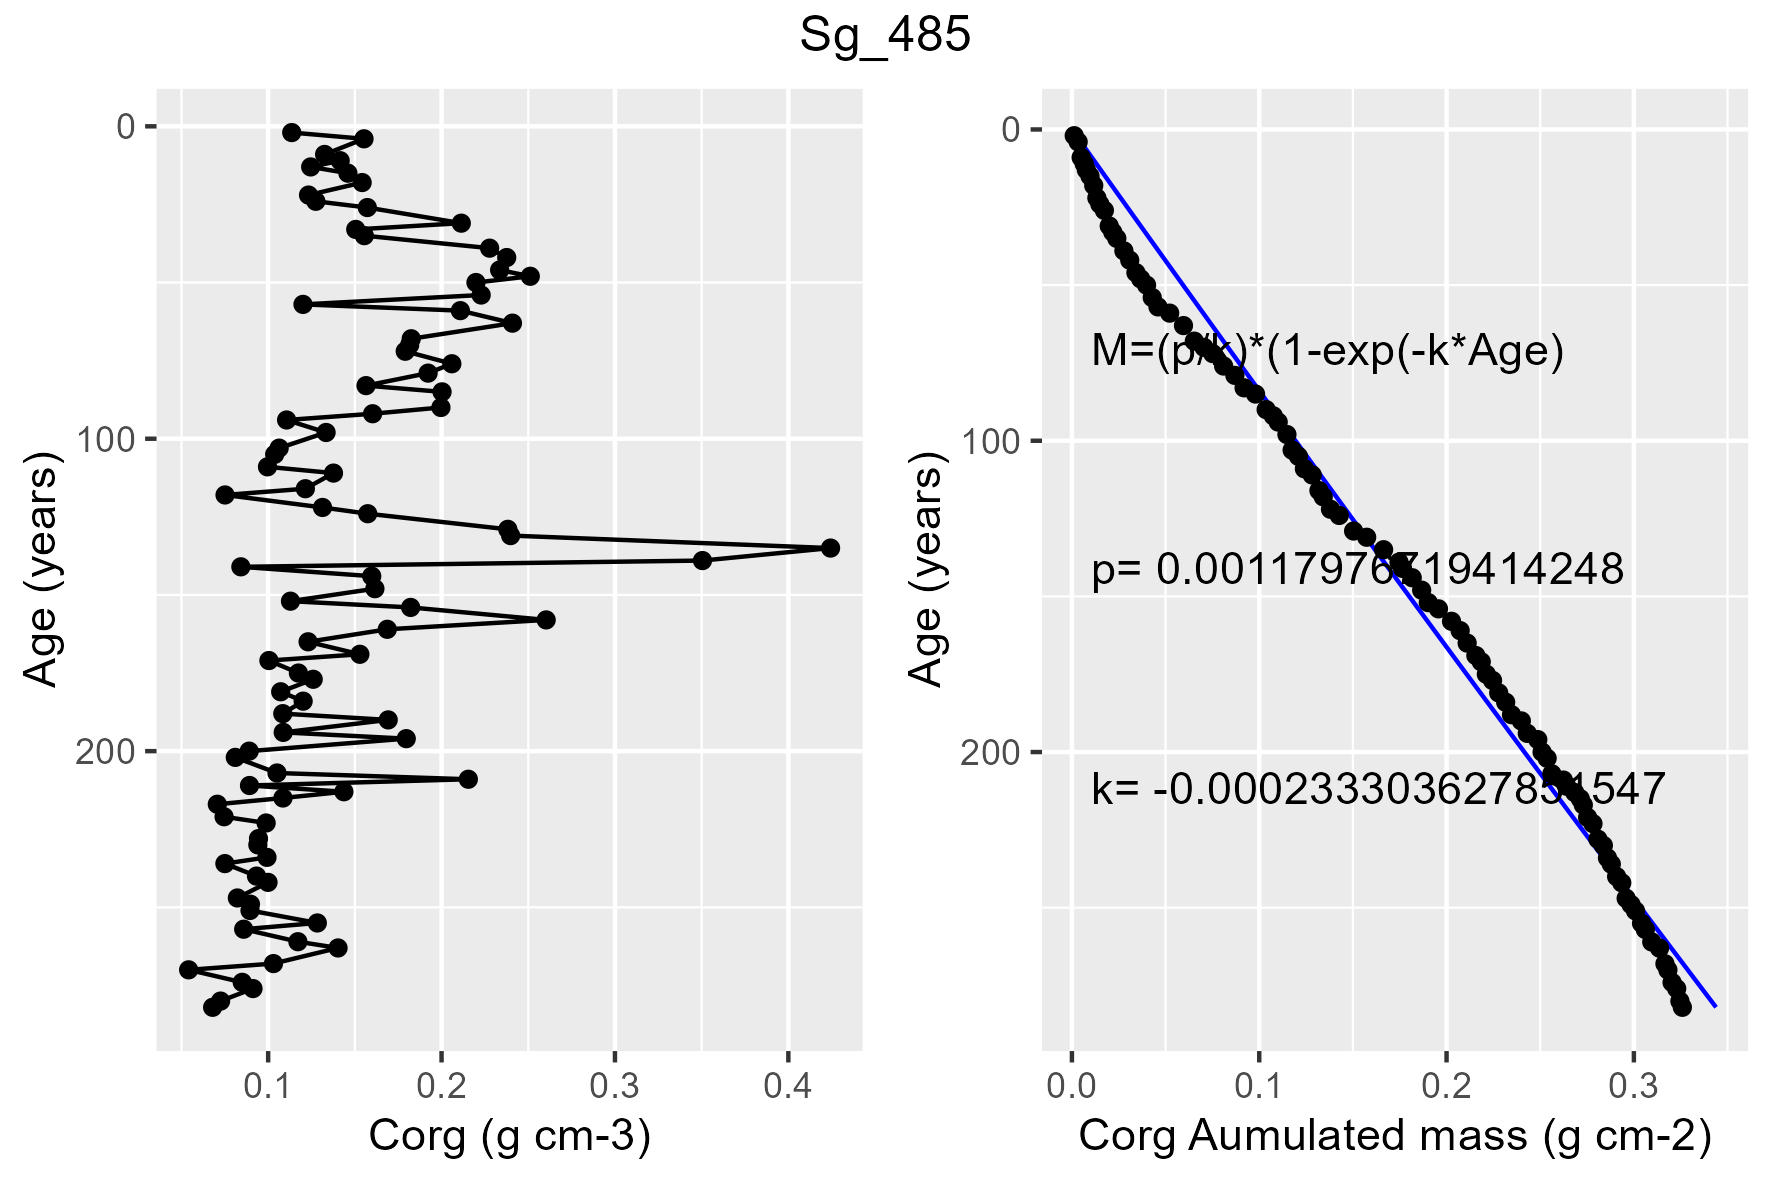 Sg_485
0
100
200
Age (years)
0.1 0.2 0.3 0.4
Corg (g cm-3)
0
100
200
Age (years)
M=(p/k)*(1-exp(-k*Age)
p= 0.00117976719414248
0.0 0.1 0.2 0.3
Corg Aumulated mass (g cm-2)